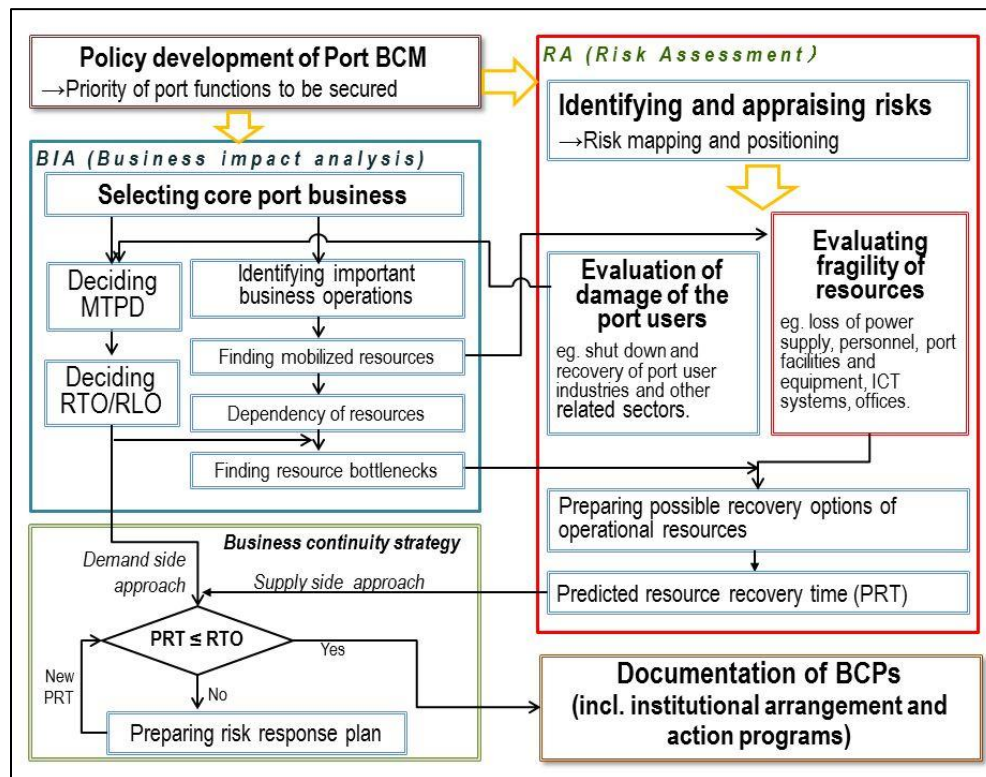 Policy development of Port BCM
→Priority of port functions to be secured
RA (Risk Assessment)
Identifying and appraising risks
→Risk mapping and positioning
BIA (Business impact analysis)
Selecting core port business
Deciding
MTPD
Identifying important
business operations
Finding mobilized resources
Deciding
RTO/RLO
Dependency of resources
Finding resource bottlenecks
Evaluation of
damage of the
port users
eg. shut down and
recovery of port user
industries and other
related sectors.
Evaluating
fragility of
resources
eg. loss of power
supply, personnel, port
facilities and
equipment, ICT
systems, offices.
Preparing possible recovery options of
operational resources
Predicted resource recovery time (PRT)
Business continuity strategy
Demand side
approach
Supply side approach
PRT ≤ RTO
Yes
New
PRT
No
Preparing risk response plan
Documentation of BCPs
(incl. institutional arrangement and
action programs)